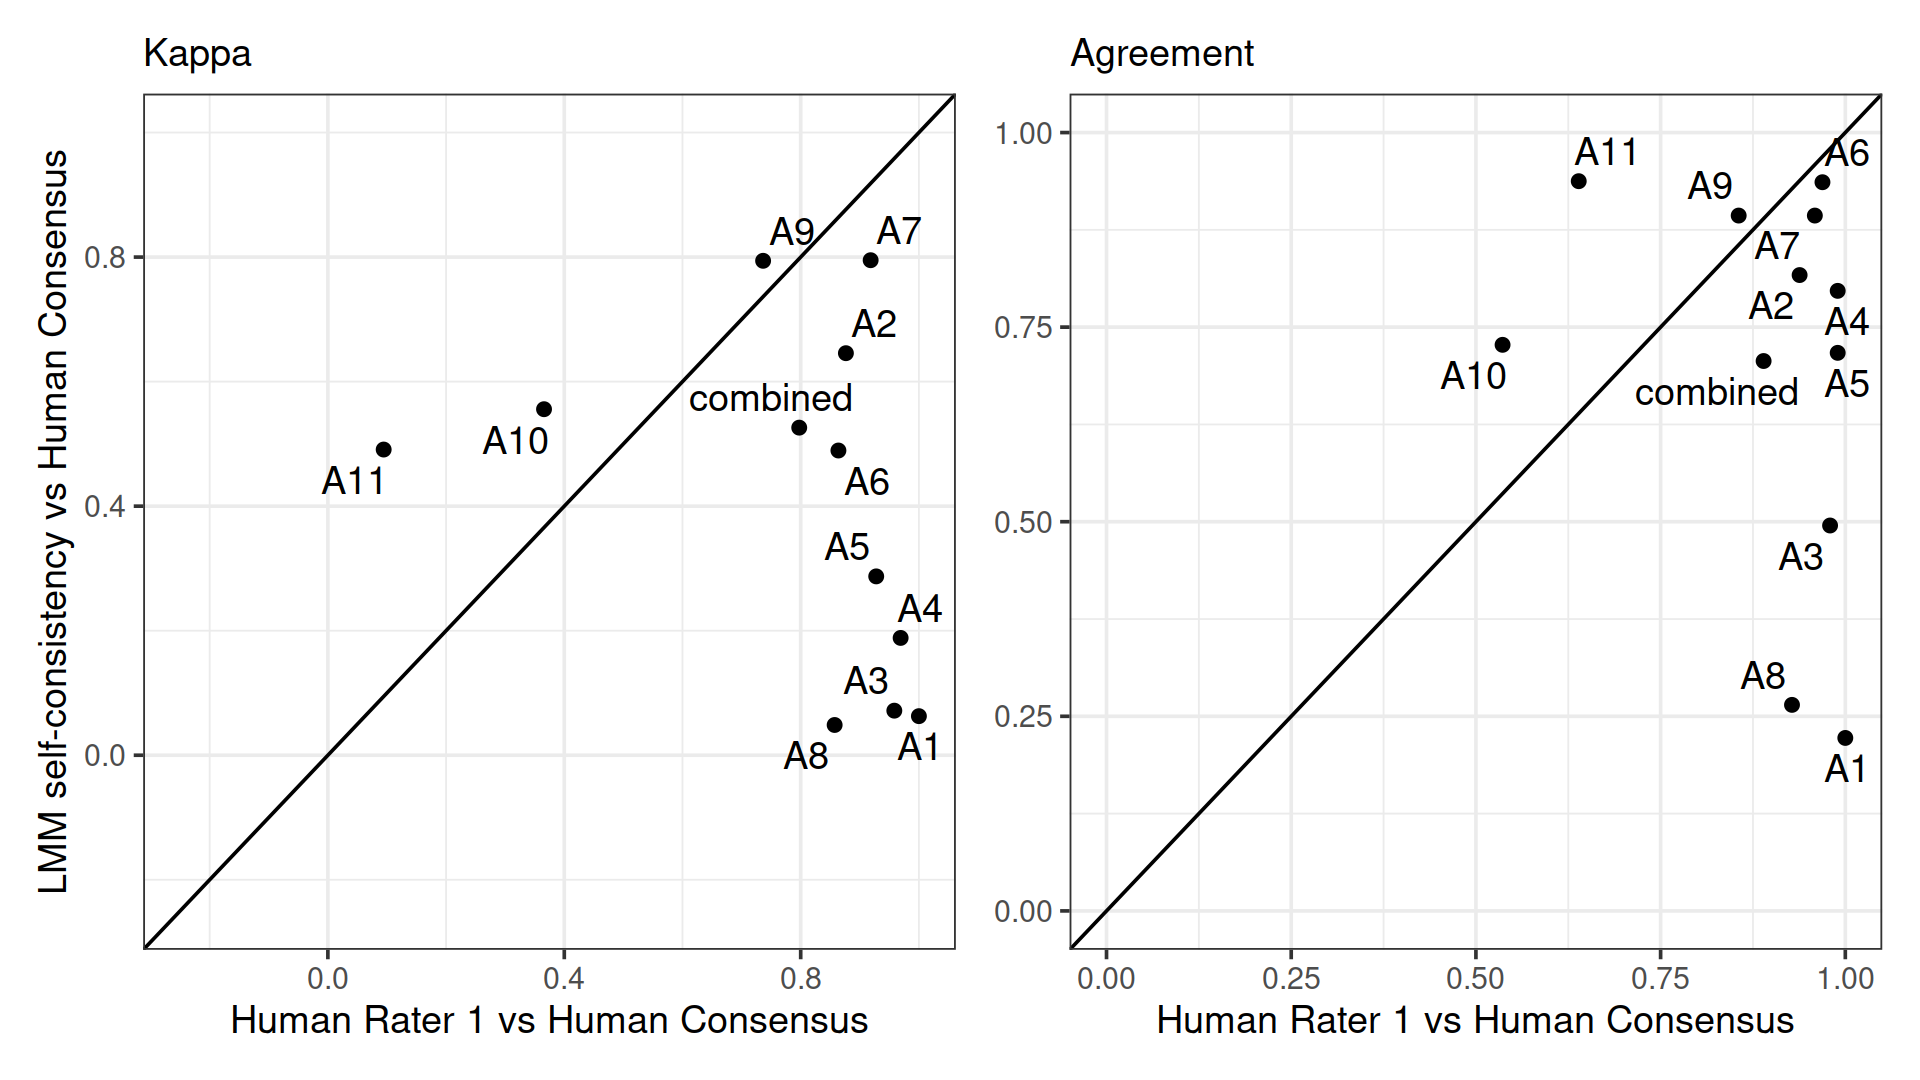 Kappa
LMM self-consistency vs Human Consensus
0.8
0.4
0.0
A9
A7
A2
combined
A10
A11
A6
A5
A4
A3
A8
A1
0.0 0.4 0.8
Human Rater 1 vs Human Consensus
Agreement
1.00
0.75
0.50
0.25
0.00
A11
A6
A9
A7
A2
A4
A10
combined
A5
A3
A8
A1
0.00 0.25 0.50 0.75 1.00
Human Rater 1 vs Human Consensus